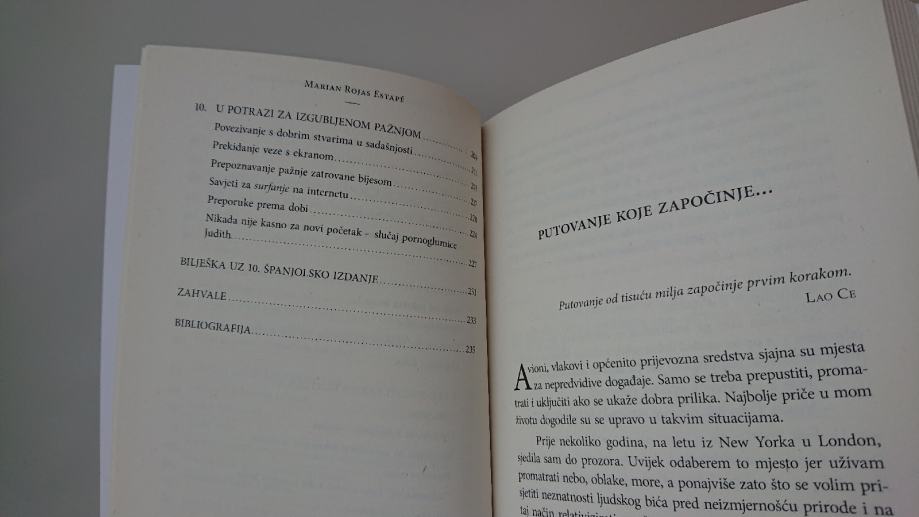 MARIAN ROJAS ESTAPÉ
10. U POTRAZI ZA IZGUBLJENOM PAŽNJOM
Povezivanje s dobrim stvarima u sadašnjosti
Prekidanje veze s ekranom
Prepoznavanje pažnje zatrovane bijesom
Savjeti za surfanje na internetu
Preporuke prema dobi
Nikada nije kasno za novi početak – slučaj pornoglumice
Judith 227
BILJEŠKA UZ 10. ŠPANJOLSKO IZDANJE 231
ZAHVALE 233
BIBLIOGRAFIJA 235
PUTOVANJE KOJE ZAPOČINJE...
Putovanje od tisuću milja započinje prvim korakom.
LAO CE
Avioni, vlakovi i općenito prijevozna sredstva sjajna su mjesta
za nepredvidive događaje. Samo se treba prepustiti, proma-
trati i uključiti ako se ukaže dobra prilika. Najbolje priče u mom
životu dogodile su se upravo u takvim situacijama.
Prije nekoliko godina, na letu iz New Yorka u London,
sjedila sam do prozora. Uvijek odaberem to mjesto jer uživam
promatrati nebo, oblake, more, a ponajviše zato što se volim pri-
sjetiti neznatnosti ljudskog bića pred neizmjernošću prirode i na
taj način